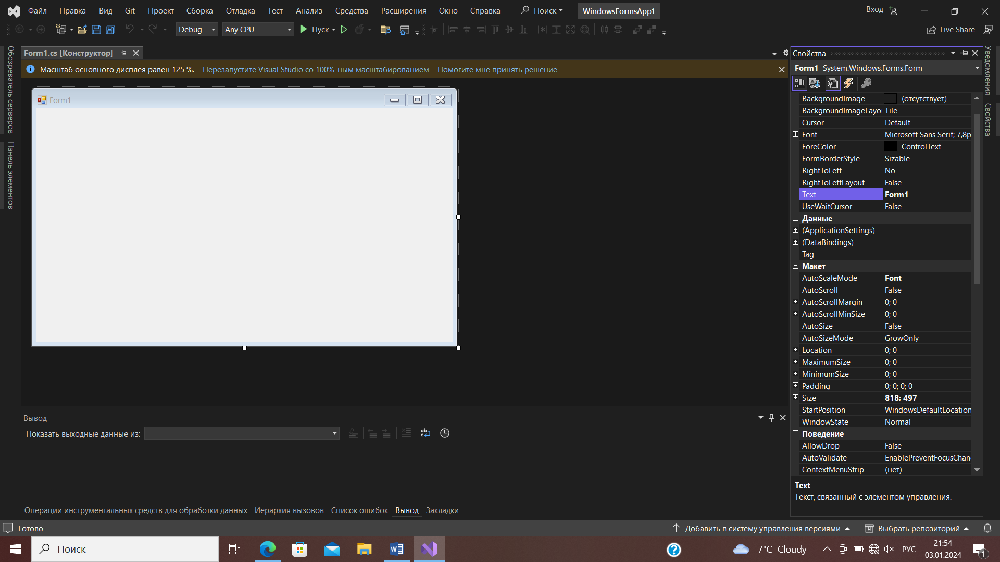 Файл Правка Вид Git Проект Сборка Отладка Тест Анализ Средства Расширения Окно Справка Поиск WindowsFormsApp1 Вход
Debug Any CPU Пуск Live Share
Обозреватель серверов
Панель элементов
Form1.cs [Конструктор]
Масштаб основного дисплея равен 125 %. Перезапустите Visual Studio со 100%-ным масштабированием Помогите мне принять решение
Form1
Вывод
Показать выходные данные из:
Операции инструментальных средств для обработки данных Иерархия вызовов Список ошибок Вывод Закладки
Свойства
Form1 System.Windows.Forms.Form
BackgroundImage (отсутствует)
BackgroundImageLayou Tile
Cursor Default
Font Microsoft Sans Serif; 7,8p
ForeColor ControlText
FormBorderStyle Sizable
RightToLeft No
RightToLeftLayout False
Text Form1
UseWaitCursor False
Данные
(ApplicationSettings)
(DataBindings)
Tag
Макет
AutoScaleMode Font
AutoScroll False
AutoScrollMargin 0; 0
AutoScrollMinSize 0; 0
AutoSize False
AutoSizeMode GrowOnly
Location 0; 0
MaximumSize 0; 0
MinimumSize 0; 0
Padding 0; 0; 0; 0
Size 818; 497
StartPosition WindowsDefaultLocation
WindowState Normal
Поведение
AllowDrop False
AutoValidate EnablePreventFocusChang
ContextMenuStrip (нет)
Text
Текст, связанный с элементом управления.
Уведомления
Свойства
Готово Добавить в систему управления версиями Выбрать репозиторий
Поиск -7°C Cloudy РУС 21:54
03.01.2024
1